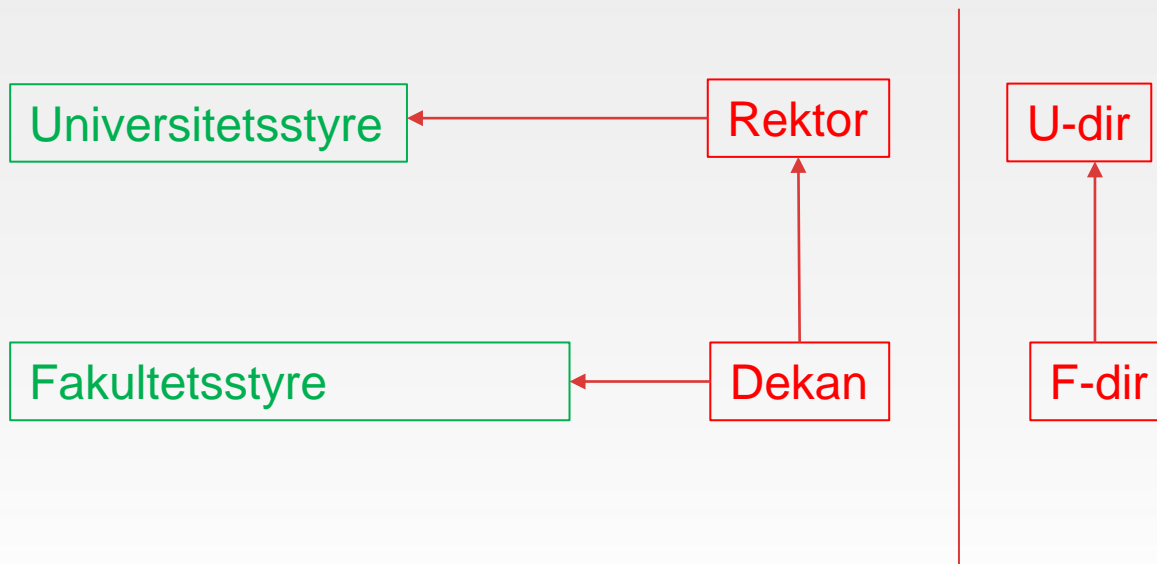 Universitetsstyre
Rektor
U-dir
Fakultetsstyre
Dekan
F-dir